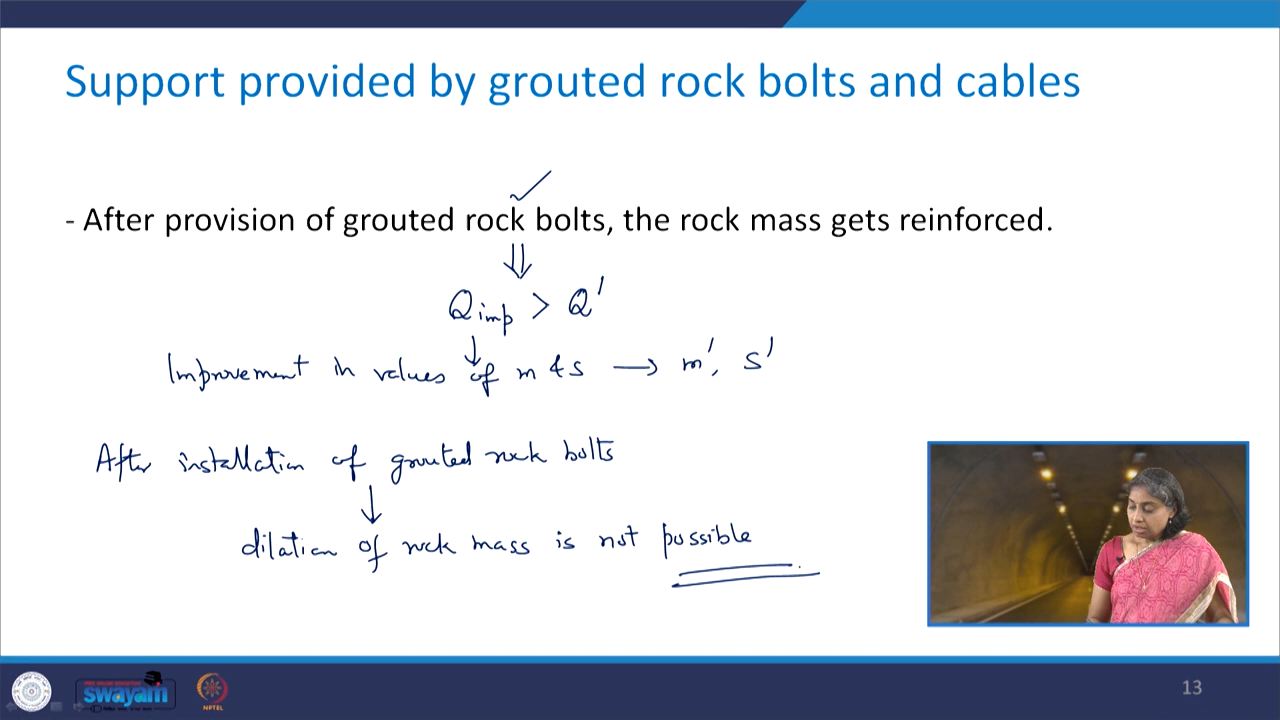 Support provided by grouted rock bolts and cables
- After provision of grouted rock bolts, the rock mass gets reinforced.
⇓
Qimp > Q'
↓
Improvement in values of m & s → m', s'
After installation of grouted rock bolts
↓
dilation of rock mass is not possible
swayam
NPTEL
13